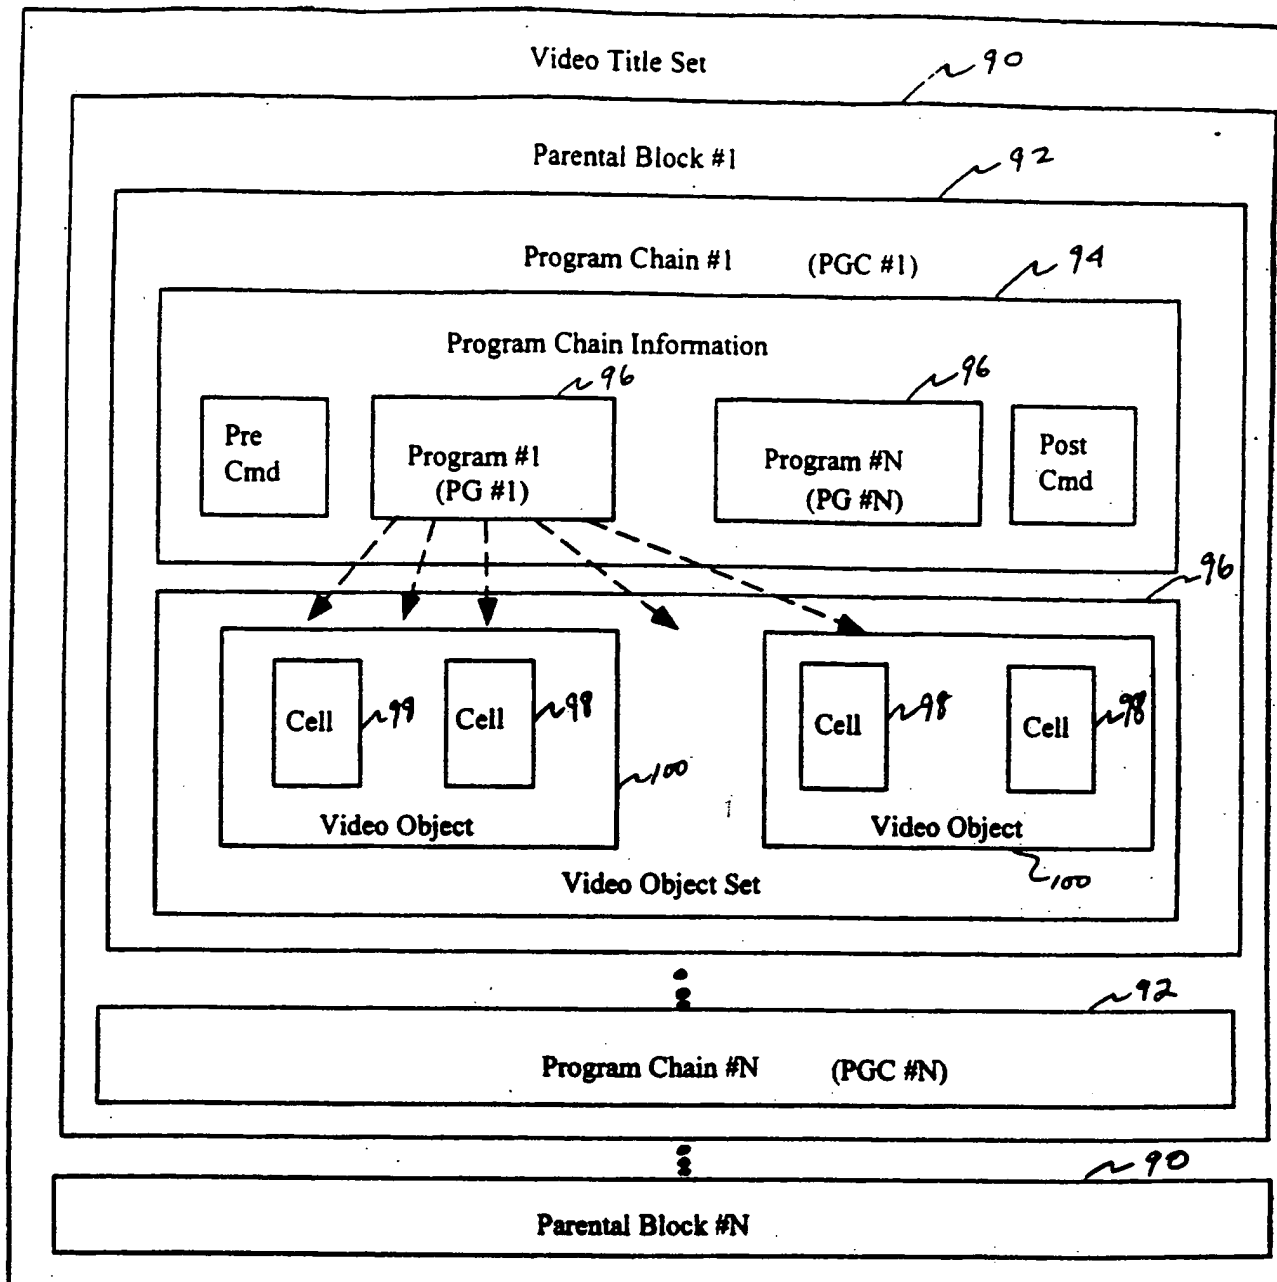 Video Title Set
90
Parental Block #1
92
Program Chain #1 (PGC #1)
94
Program Chain Information
96
96
Pre
Cmd
Program #1
(PG #1)
Program #N
(PG #N)
Post
Cmd
96
Cell
98
Cell
98
Cell
98
Cell
98
100
Video Object
Video Object
100
Video Object Set
92
Program Chain #N (PGC #N)
90
Parental Block #N